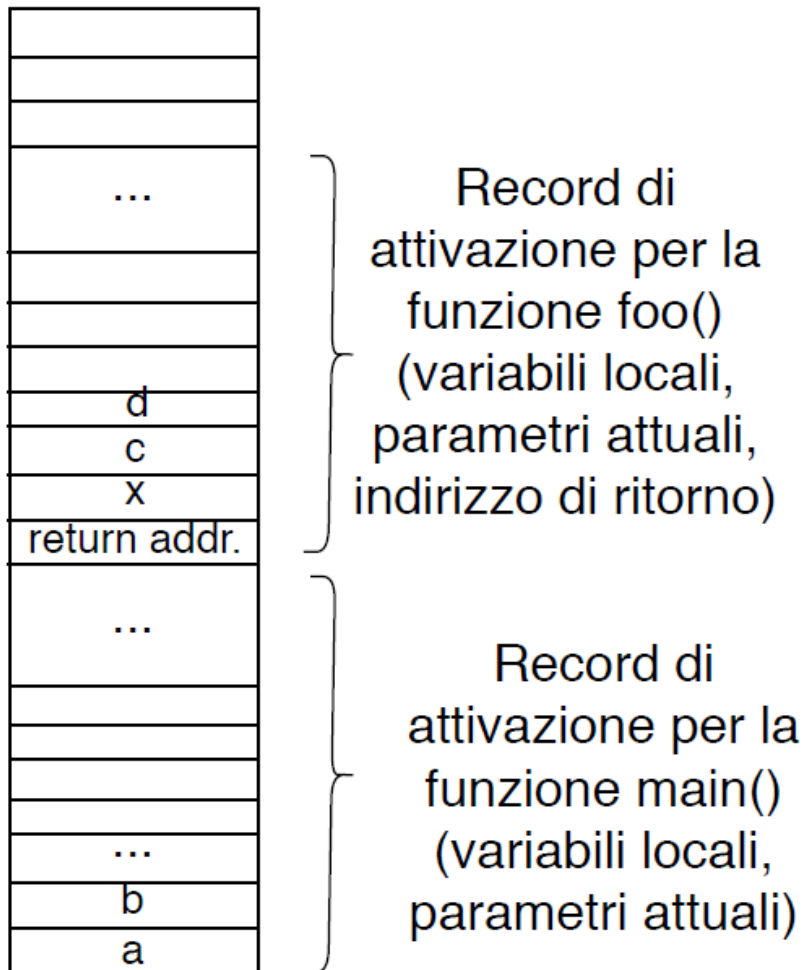 ...
Record di
attivazione per la
funzione foo()
(variabili locali,
parametri attuali,
indirizzo di ritorno)
d
c
x
return addr.
...
Record di
attivazione per la
funzione main()
(variabili locali,
parametri attuali)
...
b
a